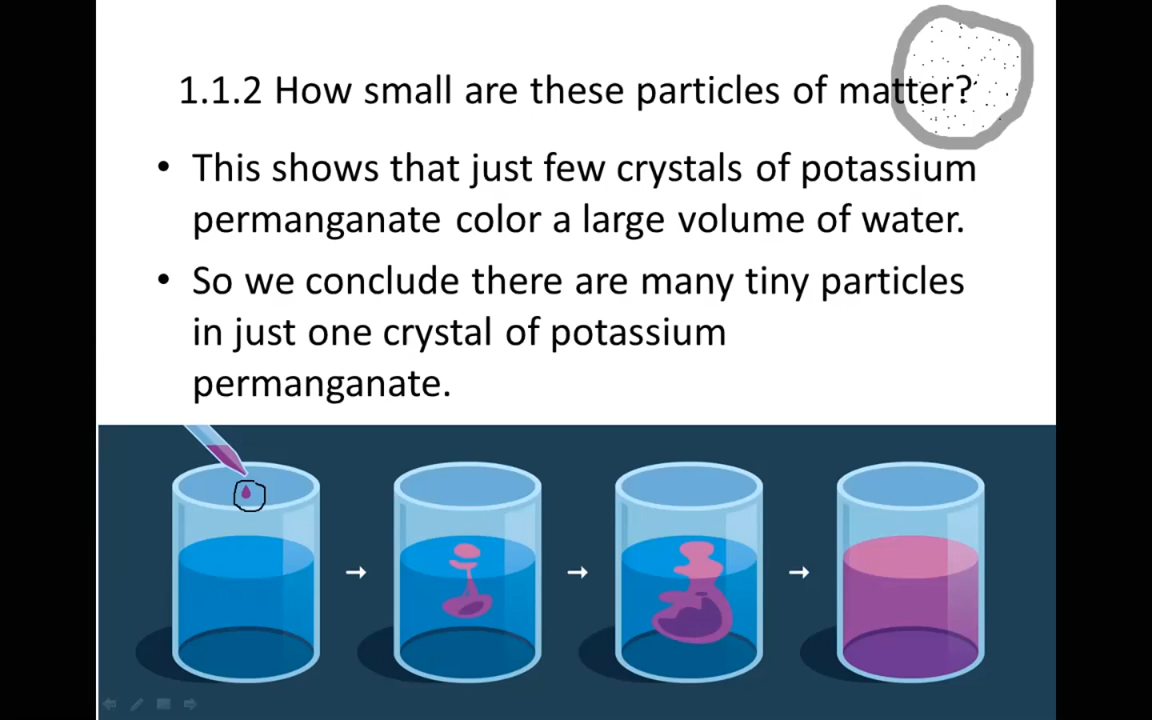 1.1.2 How small are these particles of matter?
• This shows that just few crystals of potassium
permanganate color a large volume of water.
• So we conclude there are many tiny particles
in just one crystal of potassium
permanganate.